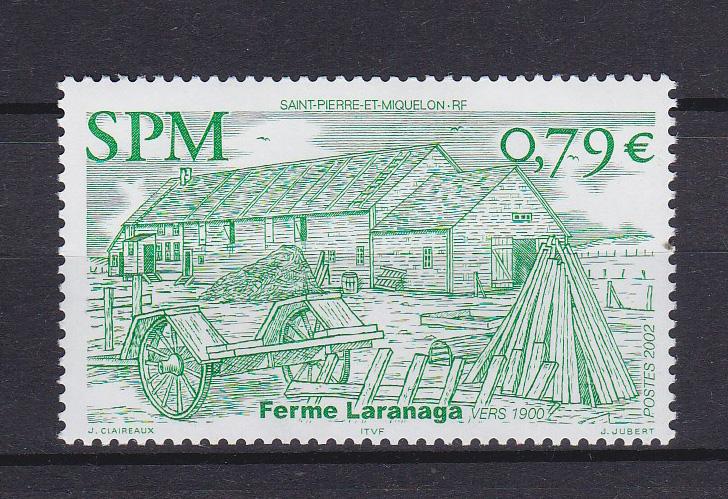 SAINT-PIERRE-ET-MIQUELON·RF
SPM
0,79 €
Ferme Laranaga VERS 1900
POSTES 2002
J. CLAIREAUX
ITVF
J. JUBERT